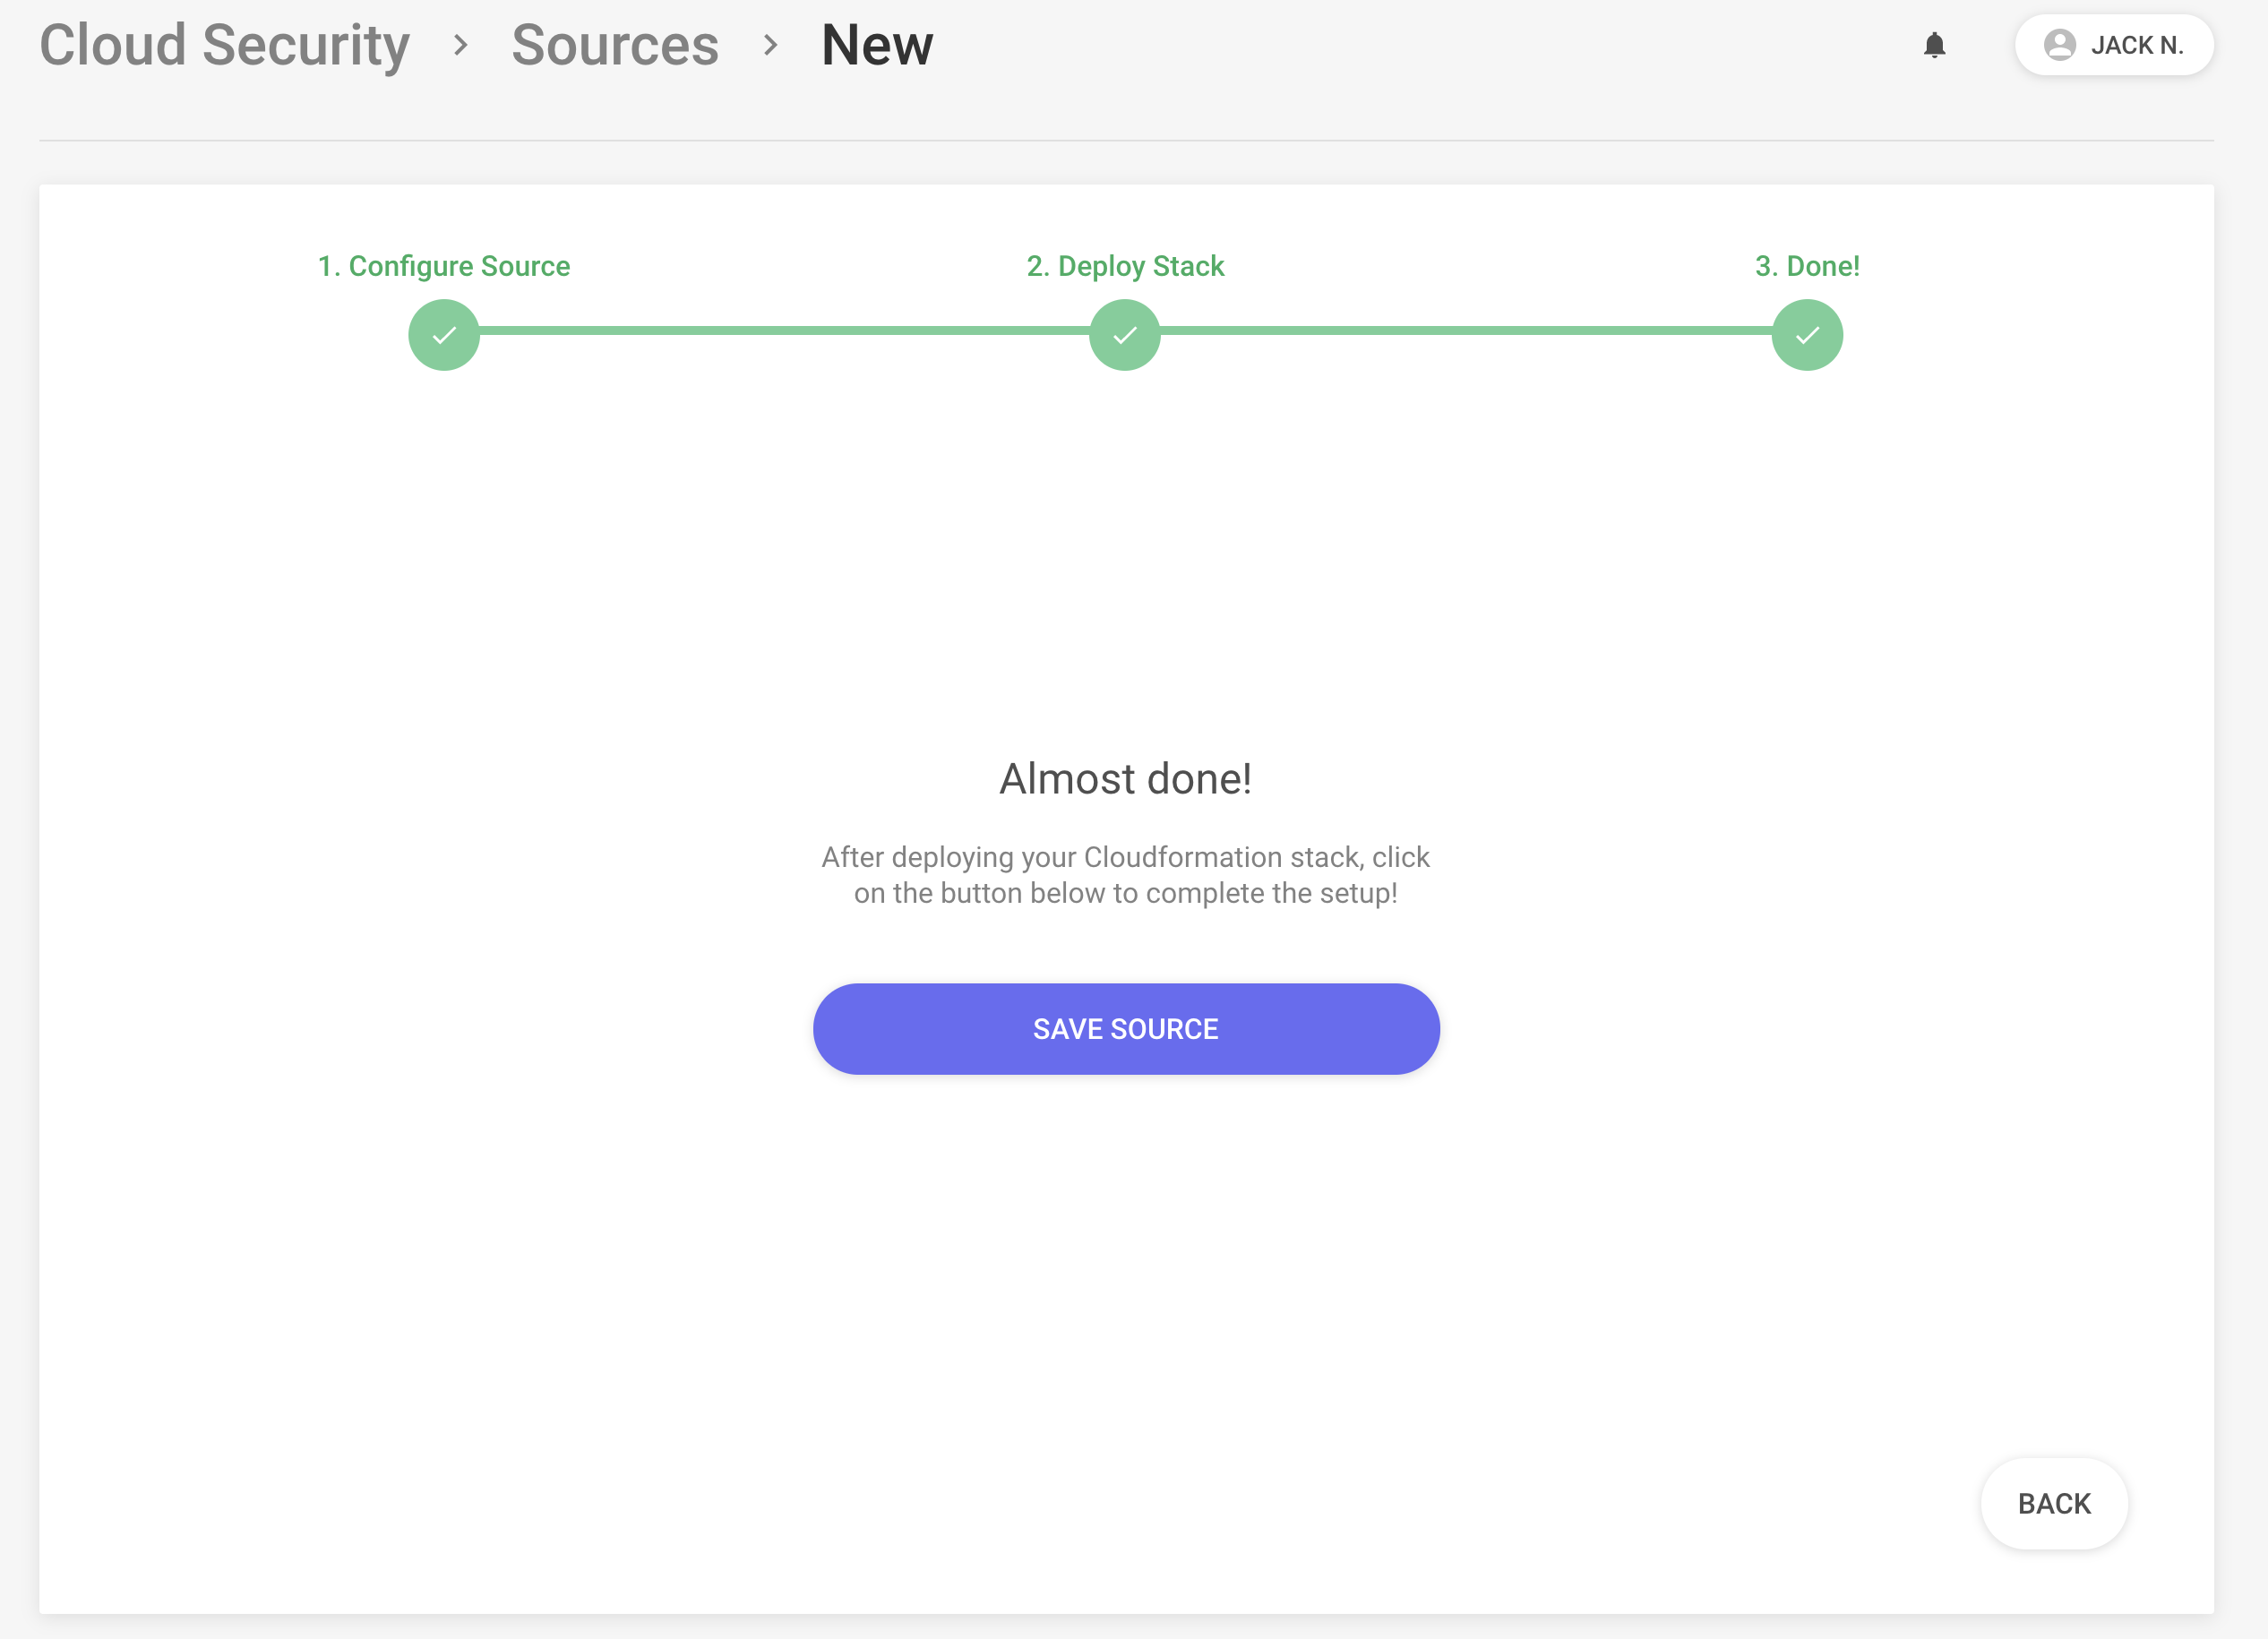 Cloud Security > Sources > New
JACK N.
1. Configure Source
2. Deploy Stack
3. Done!
Almost done!
After deploying your Cloudformation stack, click
on the button below to complete the setup!
SAVE SOURCE
BACK